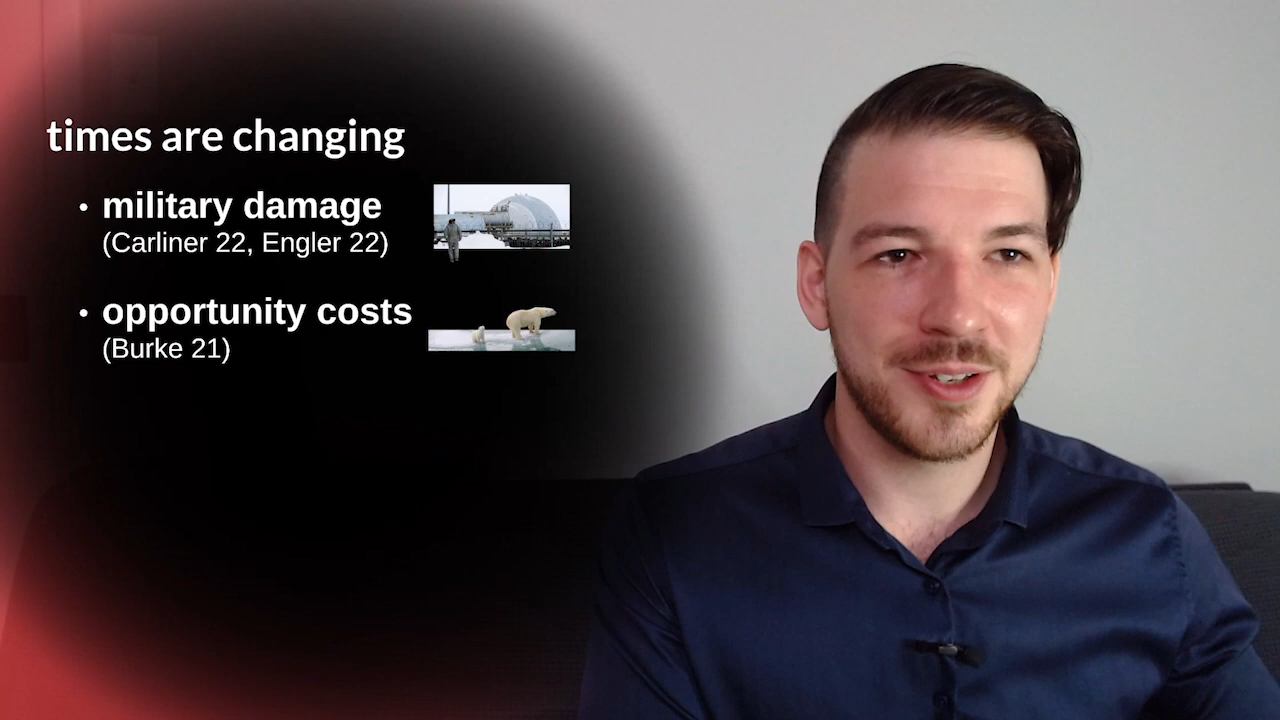 times are changing
• military damage
(Carliner 22, Engler 22)
• opportunity costs
(Burke 21)